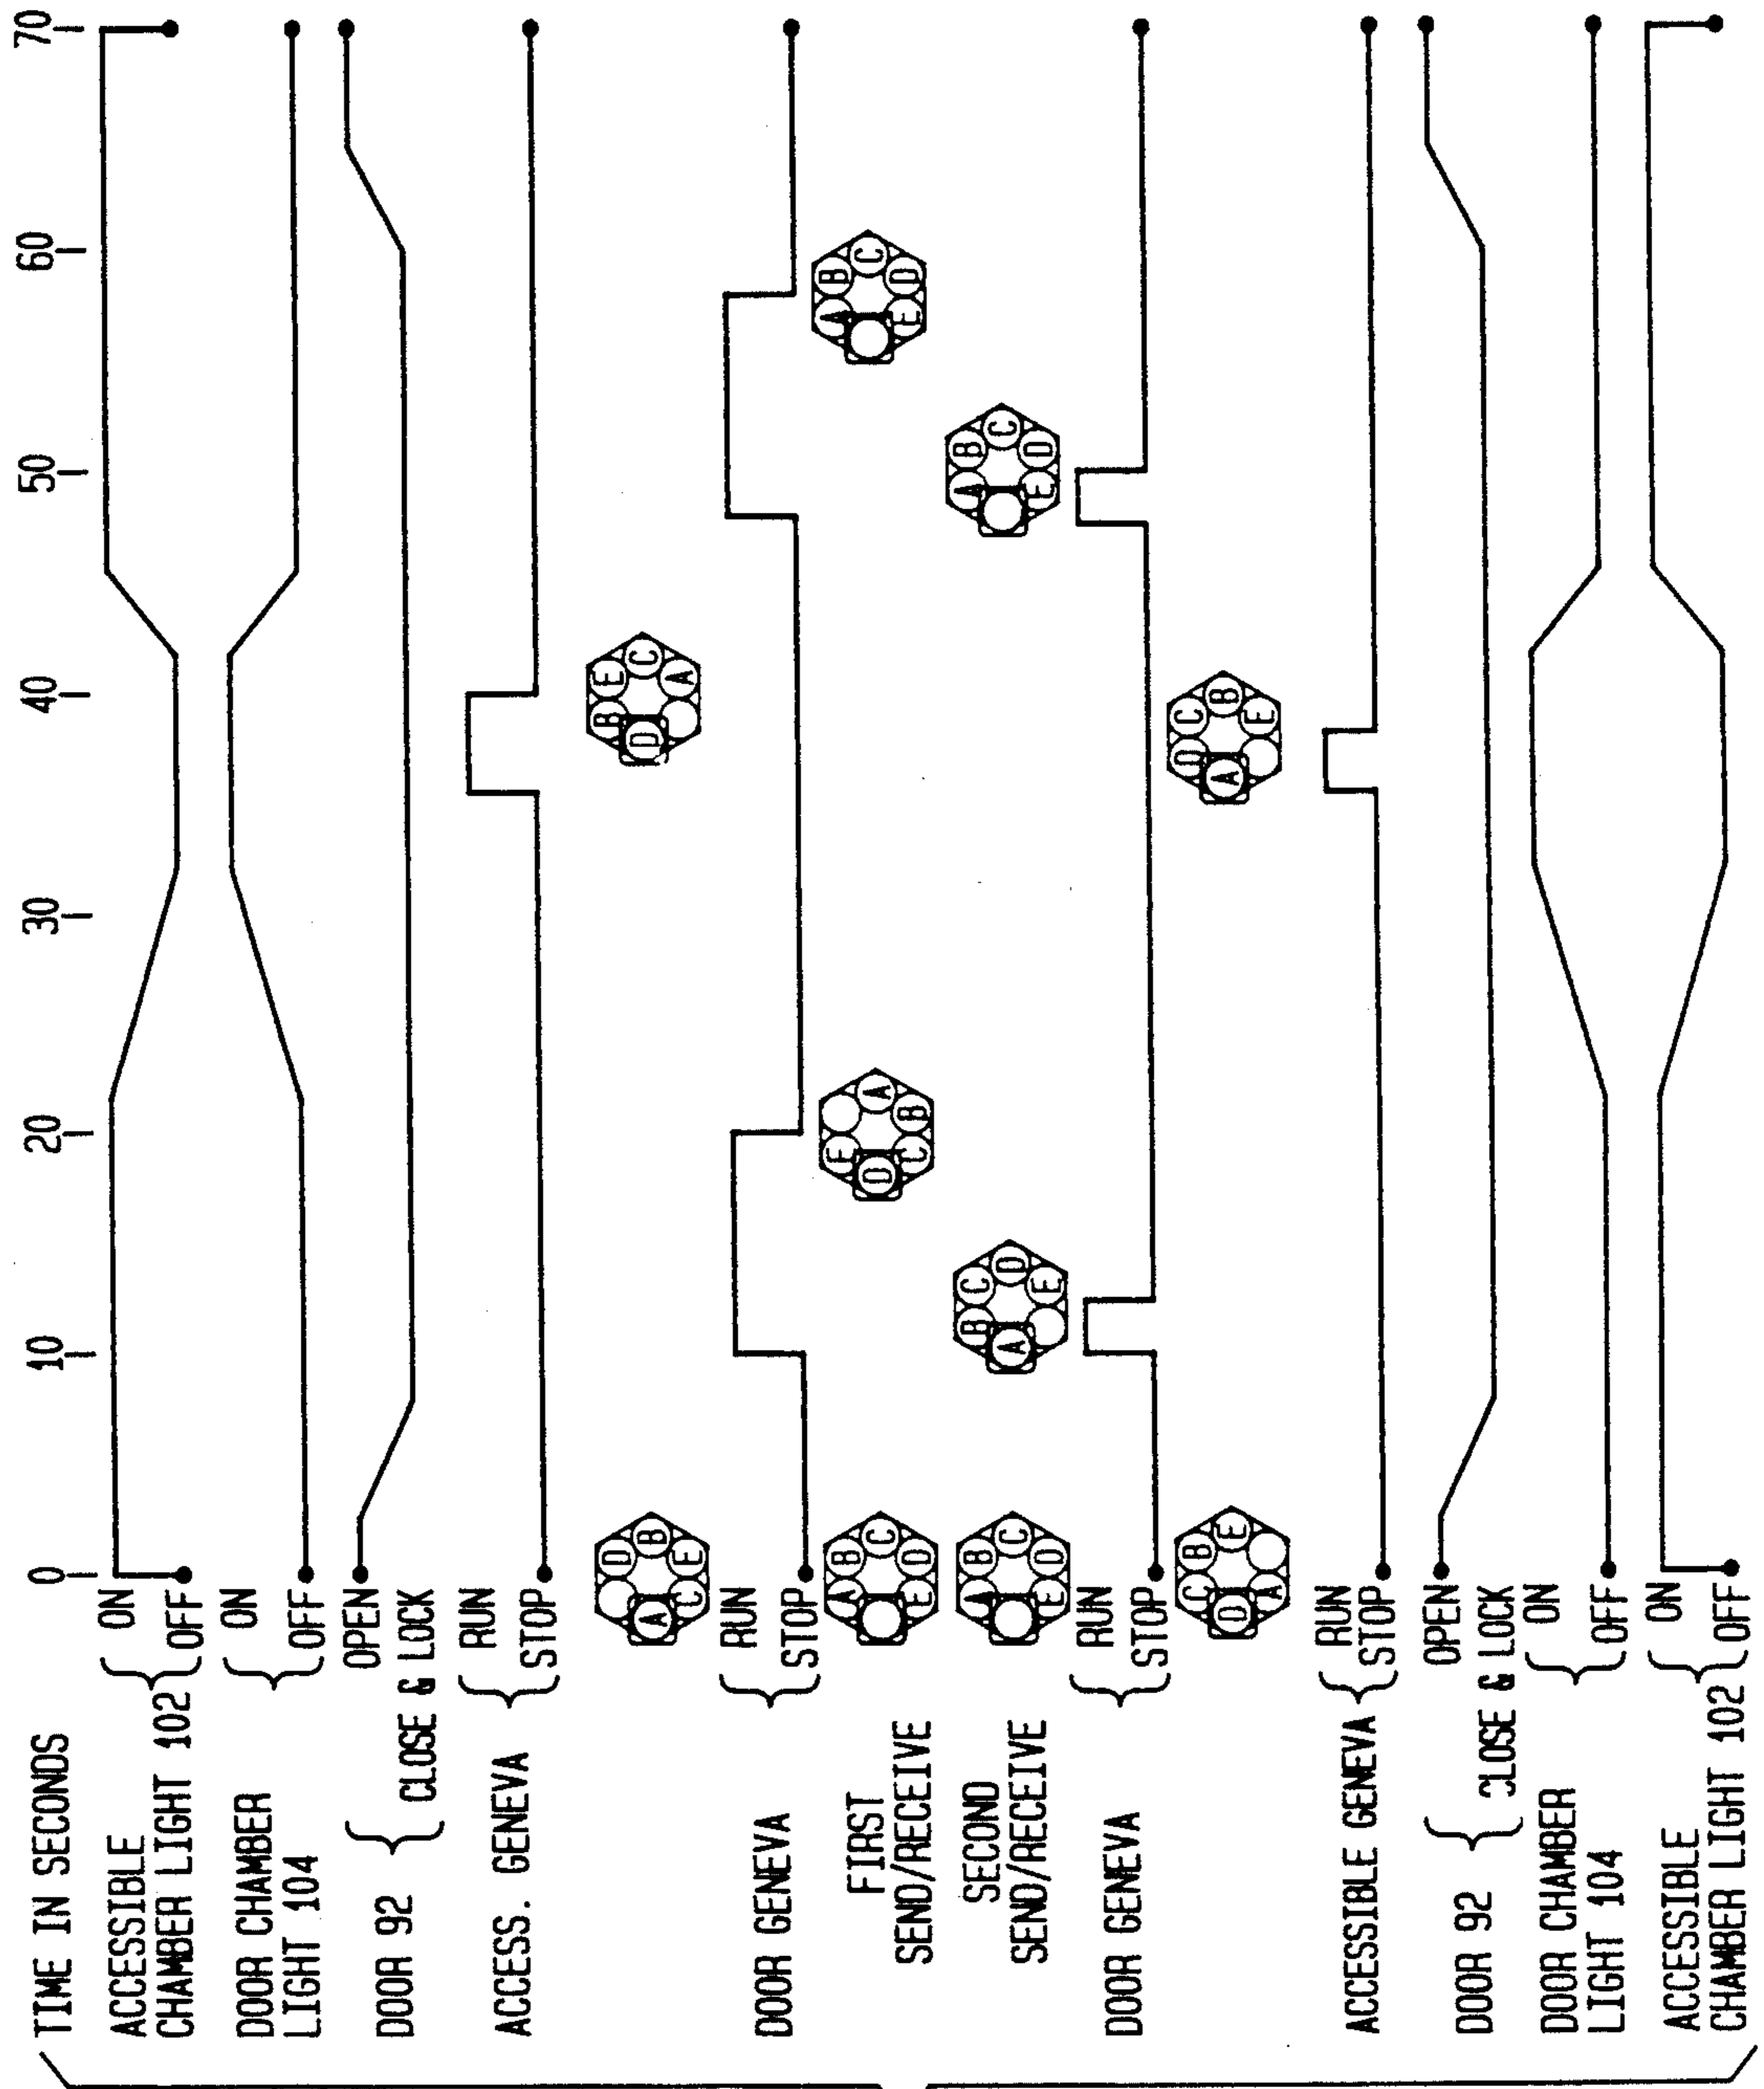 TIME IN SECONDS 0 10 20 30 40 50 60 70
ACCESSIBLE
CHAMBER LIGHT 102
ON
OFF
DOOR CHAMBER
LIGHT 104
ON
OFF
DOOR 92
OPEN
CLOSE & LOCK
ACCESS. GENEVA
RUN
STOP
D
A B
C E
B E
D C
A
DOOR GENEVA
RUN
STOP
FIRST
SEND/RECEIVE
A B
C
E D
E
D A
C B
A B
C
E D
SECOND
SEND/RECEIVE
A B
C
E D
B C
A D
E
A B
C
E D
DOOR GENEVA
RUN
STOP
C B
D E
A
D C
A B
E
ACCESSIBLE GENEVA
RUN
STOP
DOOR 92
OPEN
CLOSE & LOCK
DOOR CHAMBER
LIGHT 104
ON
OFF
ACCESSIBLE
CHAMBER LIGHT 102
ON
OFF